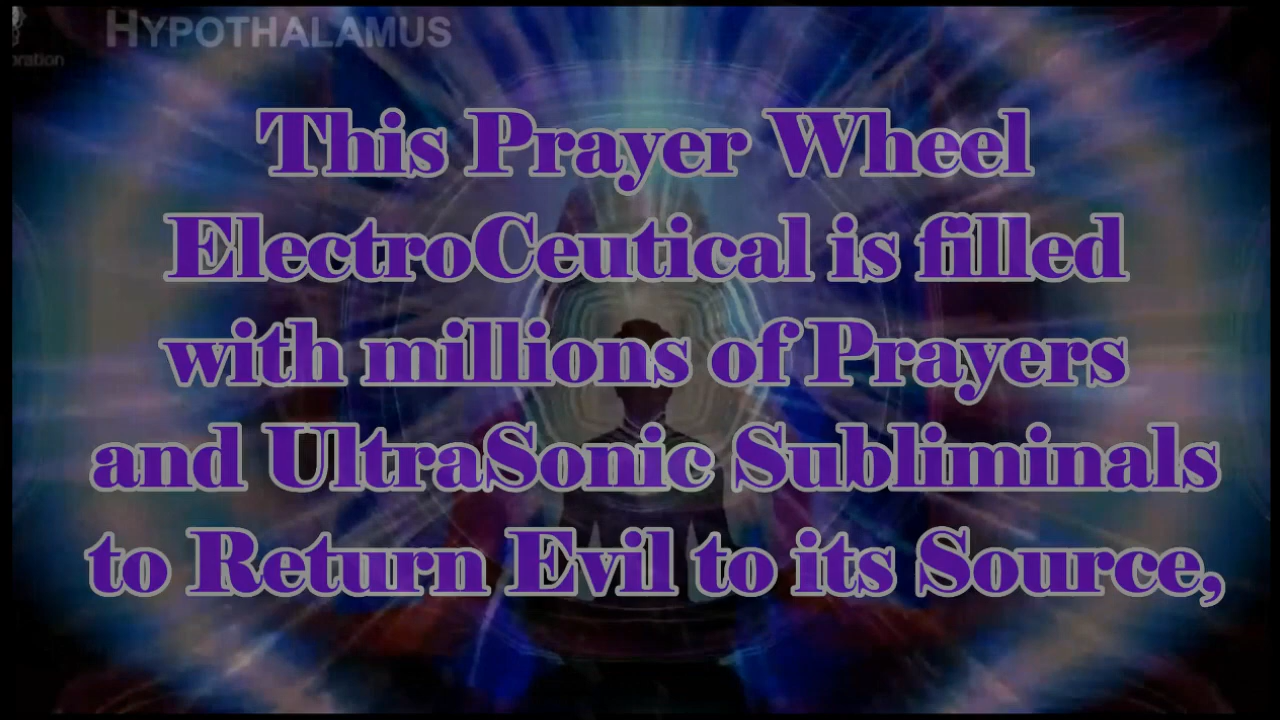 HYPOTHALAMUS
This Prayer Wheel
ElectroCeutical is filled
with millions of Prayers
and UltraSonic Subliminals
to Return Evil to its Source,